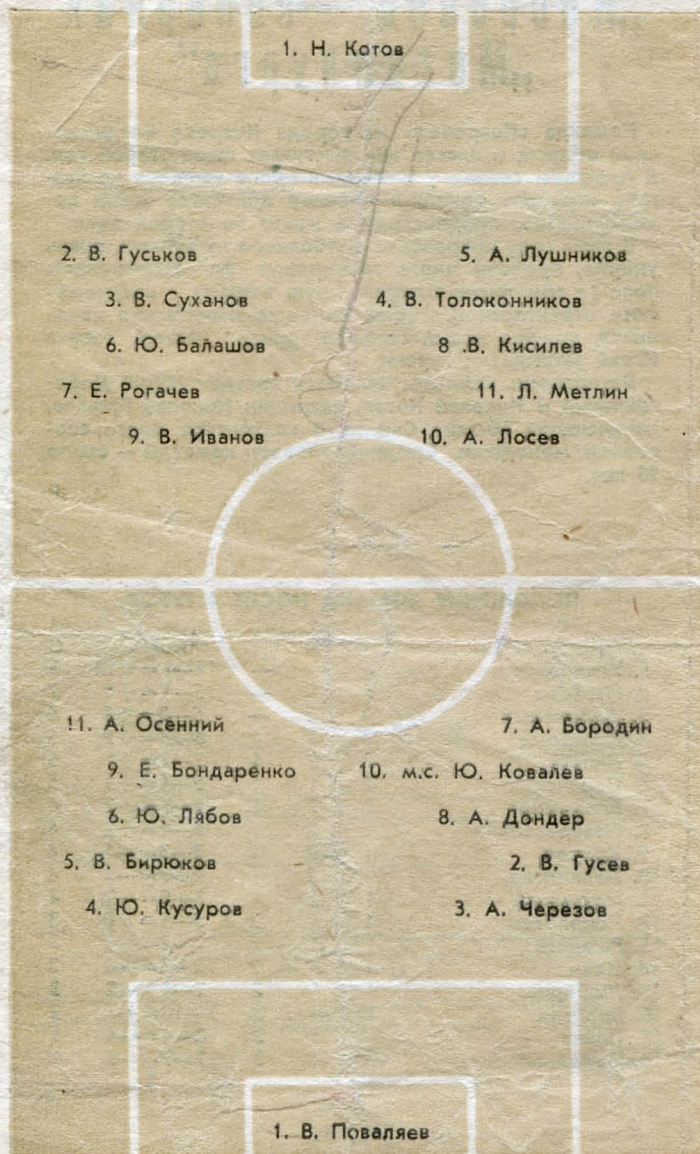 1. Н. Котов
2. В. Гуськов 5. А. Лушников
3. В. Суханов 4. В. Толоконников
6. Ю. Балашов 8 .В. Кисилев
7. Е. Рогачев 11. Л. Метлин
9. В. Иванов 10. А. Лосев
11. А. Осенний 7. А. Бородин
9. Е. Бондаренко 10. м.с. Ю. Ковалев
6. Ю. Лябов 8. А. Дондер
5. В. Бирюков 2. В. Гусев
4. Ю. Кусуров 3. А. Черезов
1. В. Поваляев